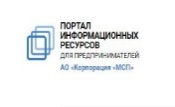 ПОРТАЛ
ИНФОРМАЦИОННЫХ
РЕСУРСОВ
ДЛЯ ПРЕДПРИНИМАТЕЛЕЙ
АО «Корпорация «МСП»